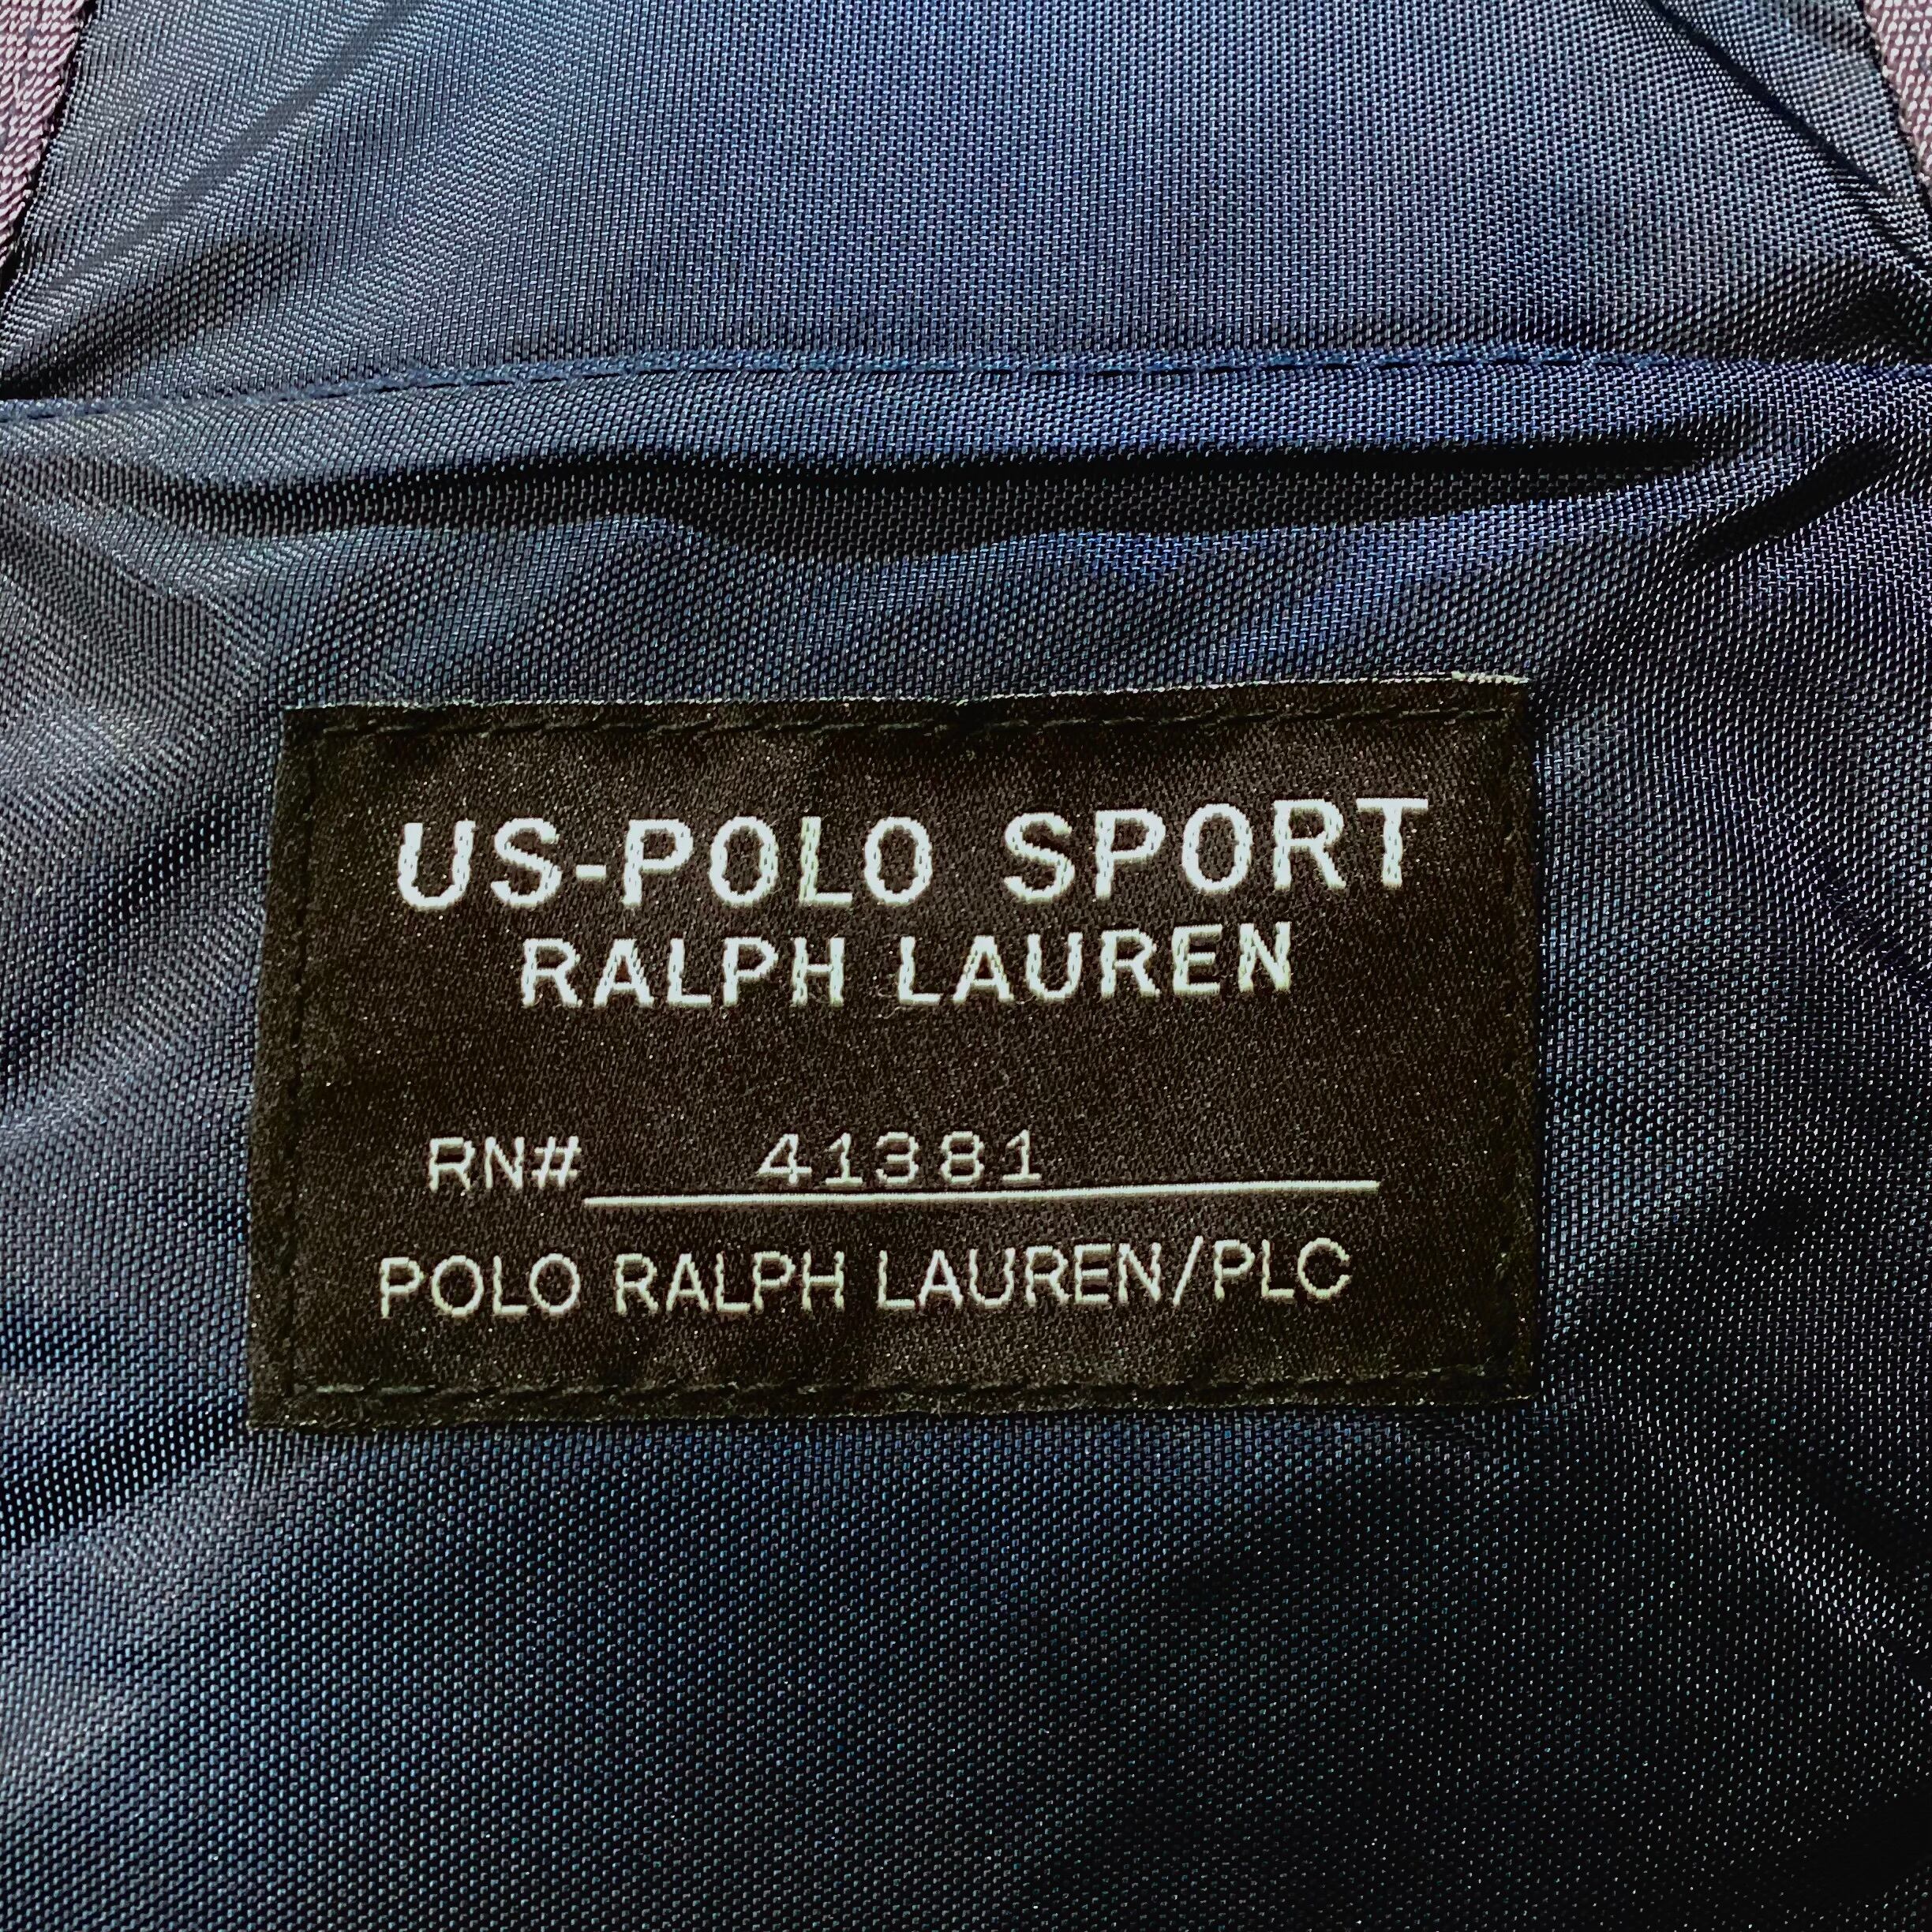 US-POLO SPORT
RALPH LAUREN
RN# 41381
POLO RALPH LAUREN/PLC